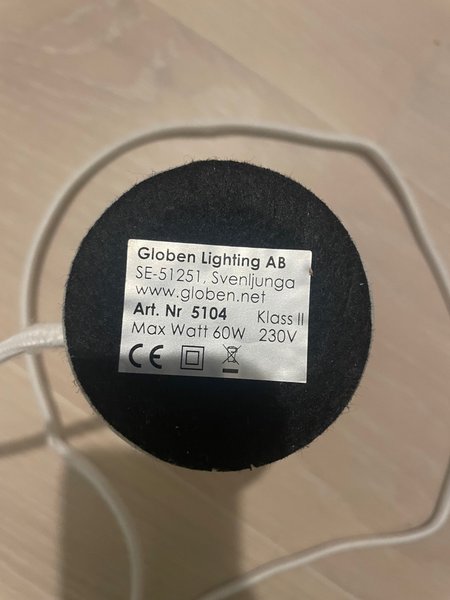 Globen Lighting AB
SE-51251, Svenljunga
www.globen.net
Art. Nr 5104 Klass II
Max Watt 60W 230V
CE